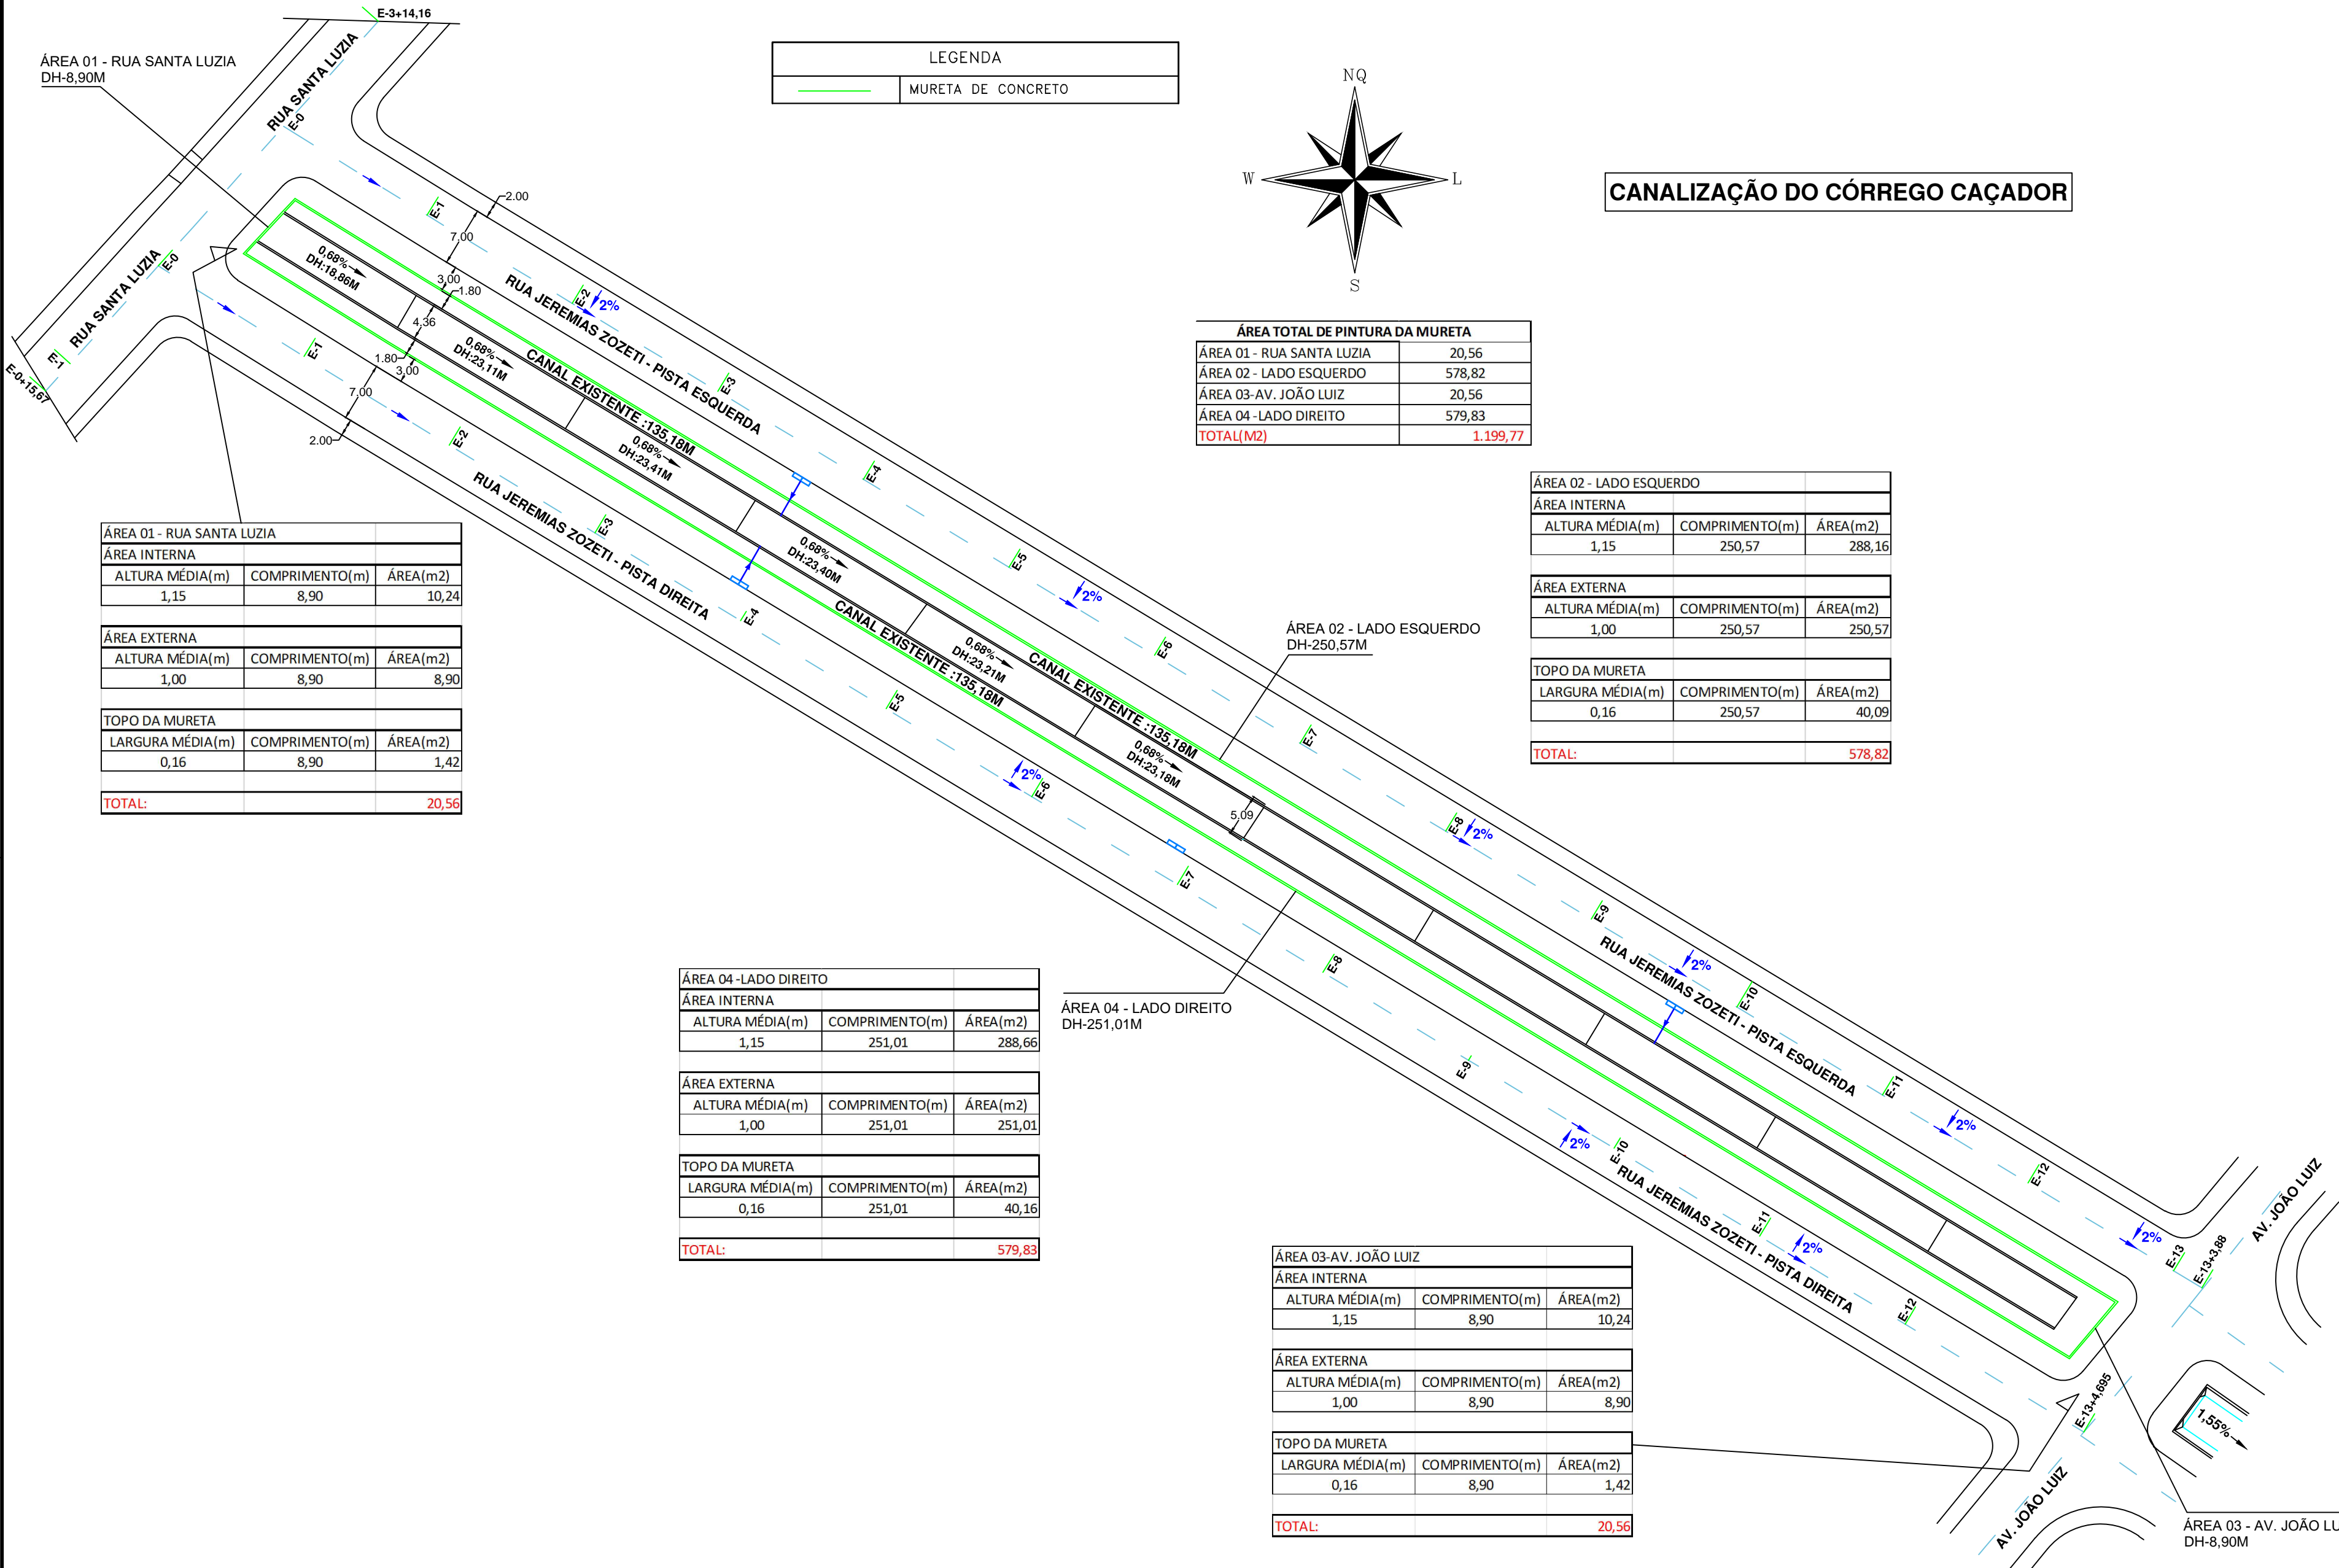 E-3+14,16
ÁREA 01 - RUA SANTA LUZIA
DH-8,90M
RUA SANTA LUZIA
E-0
RUA SANTA LUZIA
E-0
E-1
E-0+15,67
LEGENDA
MURETA DE CONCRETO
NQ
W
L
S
CANALIZAÇÃO DO CÓRREGO CAÇADOR
E-1
2.00
7.00
3.00
1.80
4.36
1.80
3.00
7.00
2.00
0,68%
DH:18,86M
0,68%
DH:23,11M
0,68%
DH:23,41M
0,68%
DH:23,40M
0,68%
DH:23,21M
0,68%
DH:23,18M
5.09
CANAL EXISTENTE :135,18M
CANAL EXISTENTE :135,18M
CANAL EXISTENTE :135,18M
RUA JEREMIAS ZOZETI - PISTA ESQUERDA
E-2
2%
E-3
E-4
E-5
2%
E-6
E-7
E-8
2%
E-9
RUA JEREMIAS ZOZETI - PISTA ESQUERDA
2%
E-10
E-11
2%
E-12
2%
E-13
E-13+3,88
AV. JOÃO LUIZ
E-1
E-2
RUA JEREMIAS ZOZETI - PISTA DIREITA
E-3
E-4
E-5
2%
E-6
E-7
E-8
E-9
2%
E-10
RUA JEREMIAS ZOZETI - PISTA DIREITA
E-11
2%
E-12
E-13+4,695
1,55%
AV. JOÃO LUIZ
ÁREA TOTAL DE PINTURA DA MURETA
ÁREA 01 - RUA SANTA LUZIA 20,56
ÁREA 02 - LADO ESQUERDO 578,82
ÁREA 03-AV. JOÃO LUIZ 20,56
ÁREA 04 -LADO DIREITO 579,83
TOTAL(M2) 1.199,77
ÁREA 02 - LADO ESQUERDO
ÁREA INTERNA
ALTURA MÉDIA(m) COMPRIMENTO(m) ÁREA(m2)
1,15 250,57 288,16
ÁREA EXTERNA
ALTURA MÉDIA(m) COMPRIMENTO(m) ÁREA(m2)
1,00 250,57 250,57
TOPO DA MURETA
LARGURA MÉDIA(m) COMPRIMENTO(m) ÁREA(m2)
0,16 250,57 40,09
TOTAL: 578,82
ÁREA 01 - RUA SANTA LUZIA
ÁREA INTERNA
ALTURA MÉDIA(m) COMPRIMENTO(m) ÁREA(m2)
1,15 8,90 10,24
ÁREA EXTERNA
ALTURA MÉDIA(m) COMPRIMENTO(m) ÁREA(m2)
1,00 8,90 8,90
TOPO DA MURETA
LARGURA MÉDIA(m) COMPRIMENTO(m) ÁREA(m2)
0,16 8,90 1,42
TOTAL: 20,56
ÁREA 02 - LADO ESQUERDO
DH-250,57M
ÁREA 04 -LADO DIREITO
ÁREA INTERNA
ALTURA MÉDIA(m) COMPRIMENTO(m) ÁREA(m2)
1,15 251,01 288,66
ÁREA EXTERNA
ALTURA MÉDIA(m) COMPRIMENTO(m) ÁREA(m2)
1,00 251,01 251,01
TOPO DA MURETA
LARGURA MÉDIA(m) COMPRIMENTO(m) ÁREA(m2)
0,16 251,01 40,16
TOTAL: 579,83
ÁREA 04 - LADO DIREITO
DH-251,01M
ÁREA 03-AV. JOÃO LUIZ
ÁREA INTERNA
ALTURA MÉDIA(m) COMPRIMENTO(m) ÁREA(m2)
1,15 8,90 10,24
ÁREA EXTERNA
ALTURA MÉDIA(m) COMPRIMENTO(m) ÁREA(m2)
1,00 8,90 8,90
TOPO DA MURETA
LARGURA MÉDIA(m) COMPRIMENTO(m) ÁREA(m2)
0,16 8,90 1,42
TOTAL: 20,56
ÁREA 03 - AV. JOÃO LU
DH-8,90M